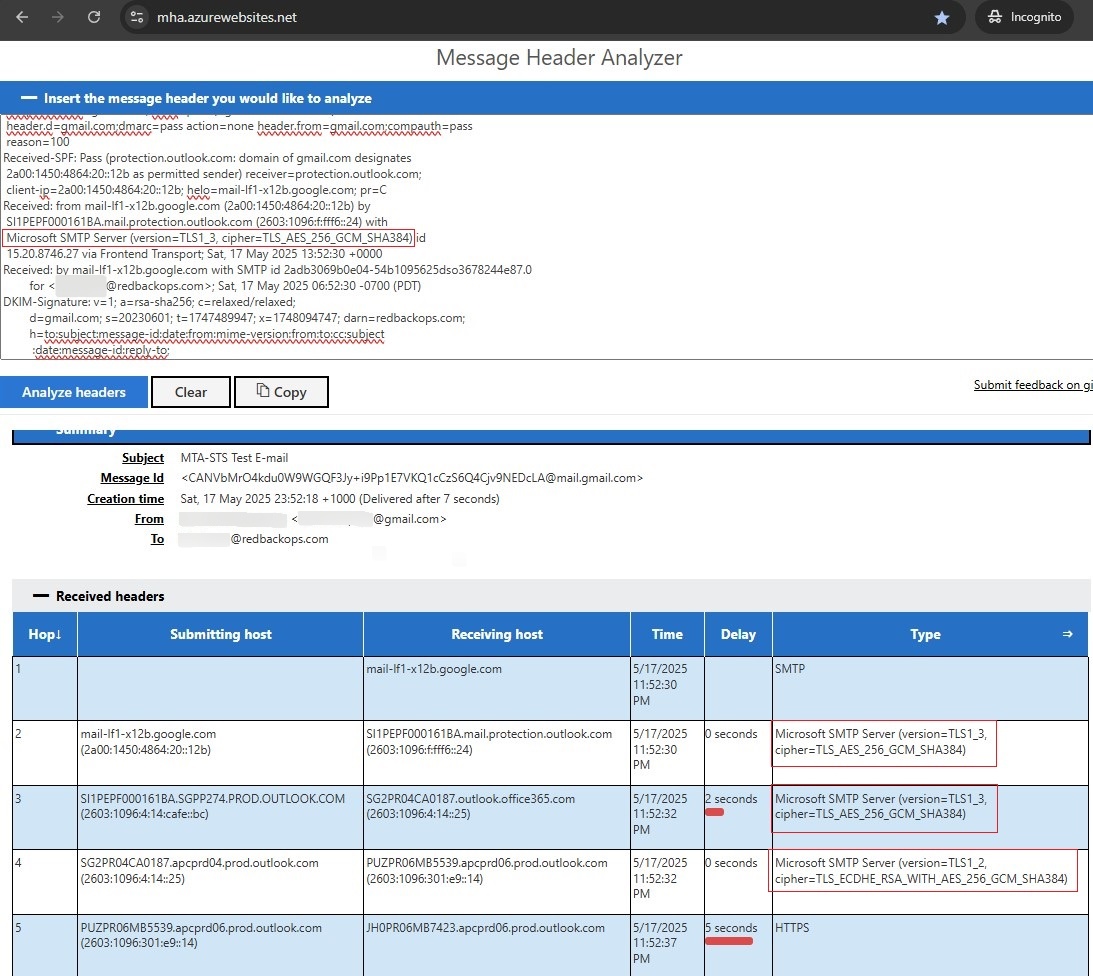 mha.azurewebsites.net
Incognito
Message Header Analyzer
Insert the message header you would like to analyze
header.d=gmail.com;dmarc=pass action=none header.from=gmail.com;compauth=pass
reason=100
Received-SPF: Pass (protection.outlook.com: domain of gmail.com designates
2a00:1450:4864:20::12b as permitted sender) receiver=protection.outlook.com;
client-ip=2a00:1450:4864:20::12b; helo=mail-lf1-x12b.google.com; pr=C
Received: from mail-lf1-x12b.google.com (2a00:1450:4864:20::12b) by
SI1PEPF000161BA.mail.protection.outlook.com (2603:1096:f:fff6::24) with
Microsoft SMTP Server (version=TLS1_3, cipher=TLS_AES_256_GCM_SHA384) id
15.20.8746.27 via Frontend Transport; Sat, 17 May 2025 13:52:30 +0000
Received: by mail-lf1-x12b.google.com with SMTP id 2adb3069b0e04-54b1095625dso3678244e87.0
for < @redbackops.com>; Sat, 17 May 2025 06:52:30 -0700 (PDT)
DKIM-Signature: v=1; a=rsa-sha256; c=relaxed/relaxed;
d=gmail.com; s=20230601; t=1747489947; x=1748094747; darn=redbackops.com;
h=to:subject:message-id:date:from:mime-version:from:to:cc:subject
:date:message-id:reply-to;
Analyze headers
Clear
Copy
Submit feedback on gi
Summary
Subject MTA-STS Test E-mail
Message Id <CANVbMrO4kdu0W9WGQF3Jy+i9Pp1E7VKQ1cCzS6Q4Cjv9NEDcLA@mail.gmail.com>
Creation time Sat, 17 May 2025 23:52:18 +1000 (Delivered after 7 seconds)
From < @gmail.com>
To @redbackops.com
Received headers
Hop↓ Submitting host Receiving host Time Delay Type ⇒
1 mail-lf1-x12b.google.com 5/17/2025 SMTP
11:52:30
PM
2 mail-lf1-x12b.google.com SI1PEPF000161BA.mail.protection.outlook.com 5/17/2025 0 seconds Microsoft SMTP Server (version=TLS1_3,
(2a00:1450:4864:20::12b) (2603:1096:f:fff6::24) 11:52:30 cipher=TLS_AES_256_GCM_SHA384)
PM
3 SI1PEPF000161BA.SGPP274.PROD.OUTLOOK.COM SG2PR04CA0187.outlook.office365.com 5/17/2025 2 seconds Microsoft SMTP Server (version=TLS1_3,
(2603:1096:4:14:cafe::bc) (2603:1096:4:14::25) 11:52:32 cipher=TLS_AES_256_GCM_SHA384)
PM
4 SG2PR04CA0187.apcprd04.prod.outlook.com PUZPR06MB5539.apcprd06.prod.outlook.com 5/17/2025 0 seconds Microsoft SMTP Server (version=TLS1_2,
(2603:1096:4:14::25) (2603:1096:301:e9::14) 11:52:32 cipher=TLS_ECDHE_RSA_WITH_AES_256_GCM_SHA384)
PM
5 PUZPR06MB5539.apcprd06.prod.outlook.com JH0PR06MB7423.apcprd06.prod.outlook.com 5/17/2025 5 seconds HTTPS
(2603:1096:301:e9::14) 11:52:37
PM